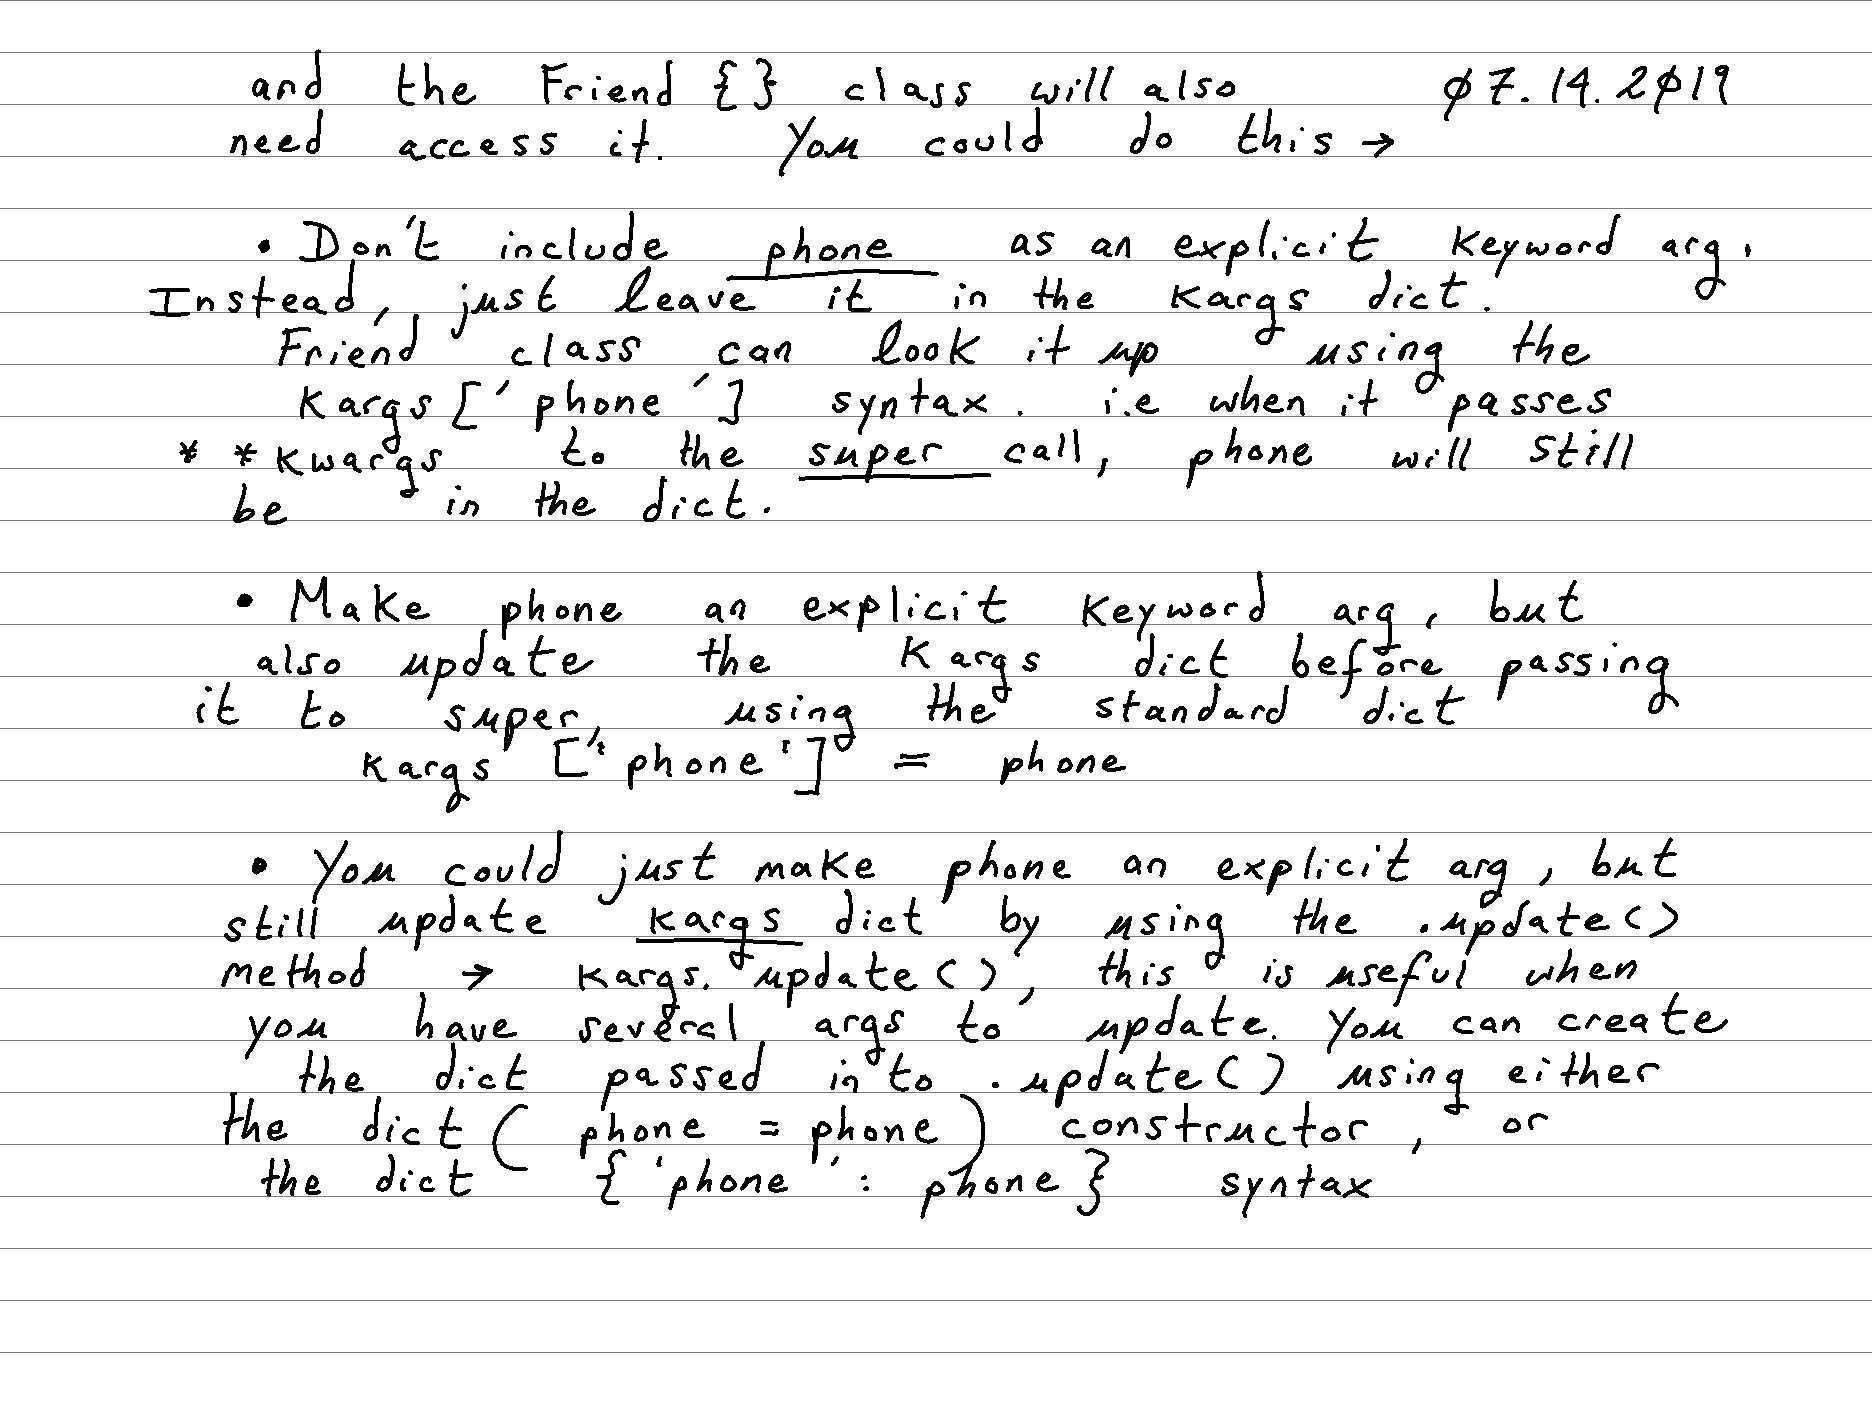 and the Friend {} class will also 07.14.2019
need access it. You could do this →
• Don't include phone as an explicit keyword arg.
Instead, just leave it in the kargs dict.
Friend class can look it up using the
kargs['phone'] syntax. i.e when it passes
**kwargs to the super call, phone will still
be in the dict.
• Make phone an explicit keyword arg, but
also update the kargs dict before passing
it to super, using the standard dict
kargs ['phone'] = phone
• You could just make phone an explicit arg, but
still update kargs dict by using the .update()
method → kargs.update(), this is useful when
you have several args to update. You can create
the dict passed into .update() using either
the dict(phone = phone) constructor, or
the dict {'phone' : phone} syntax